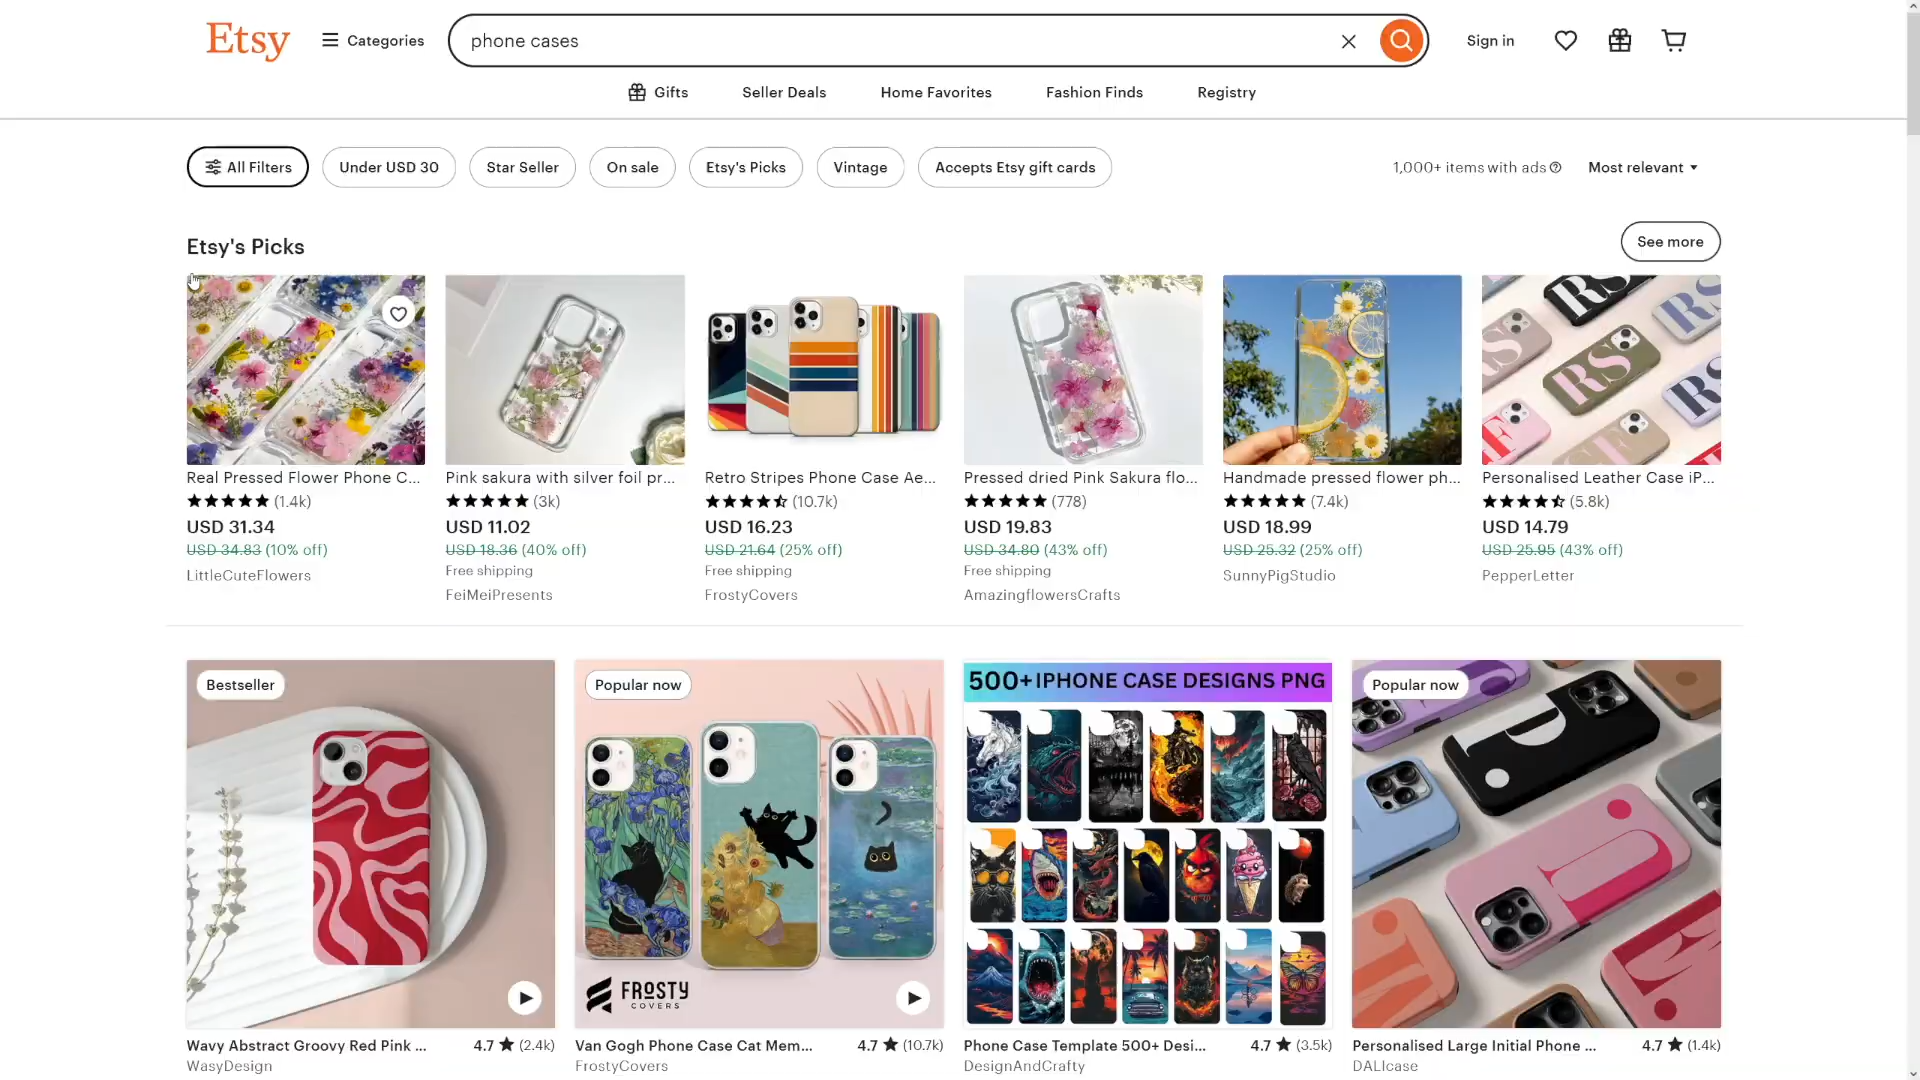 Etsy
Categories
phone cases
Sign in
Gifts
Seller Deals
Home Favorites
Fashion Finds
Registry
All Filters
Under USD 30
Star Seller
On sale
Etsy's Picks
Vintage
Accepts Etsy gift cards
1,000+ items with ads
Most relevant
Etsy's Picks
See more
Real Pressed Flower Phone C...
(1.4k)
USD 31.34
USD 34.83 (10% off)
LittleCuteFlowers
Pink sakura with silver foil pr...
(3k)
USD 11.02
USD 18.36 (40% off)
Free shipping
FeiMeiPresents
Retro Stripes Phone Case Ae...
(10.7k)
USD 16.23
USD 21.64 (25% off)
Free shipping
FrostyCovers
Pressed dried Pink Sakura flo...
(778)
USD 19.83
USD 34.80 (43% off)
Free shipping
AmazingflowersCrafts
Handmade pressed flower ph...
(7.4k)
USD 18.99
USD 25.32 (25% off)
SunnyPigStudio
RS
RS
RS
Personalised Leather Case iP...
(5.8k)
USD 14.79
USD 25.95 (43% off)
PepperLetter
Bestseller
Wavy Abstract Groovy Red Pink ...
4.7 ★ (2.4k)
WasyDesign
Popular now
FROSTY
COVERS
Van Gogh Phone Case Cat Mem...
4.7 ★ (10.7k)
FrostyCovers
500+ IPHONE CASE DESIGNS PNG
Phone Case Template 500+ Desi...
4.7 ★ (3.5k)
DesignAndCrafty
Popular now
Personalised Large Initial Phone ...
4.7 ★ (1.4k)
DALIcase